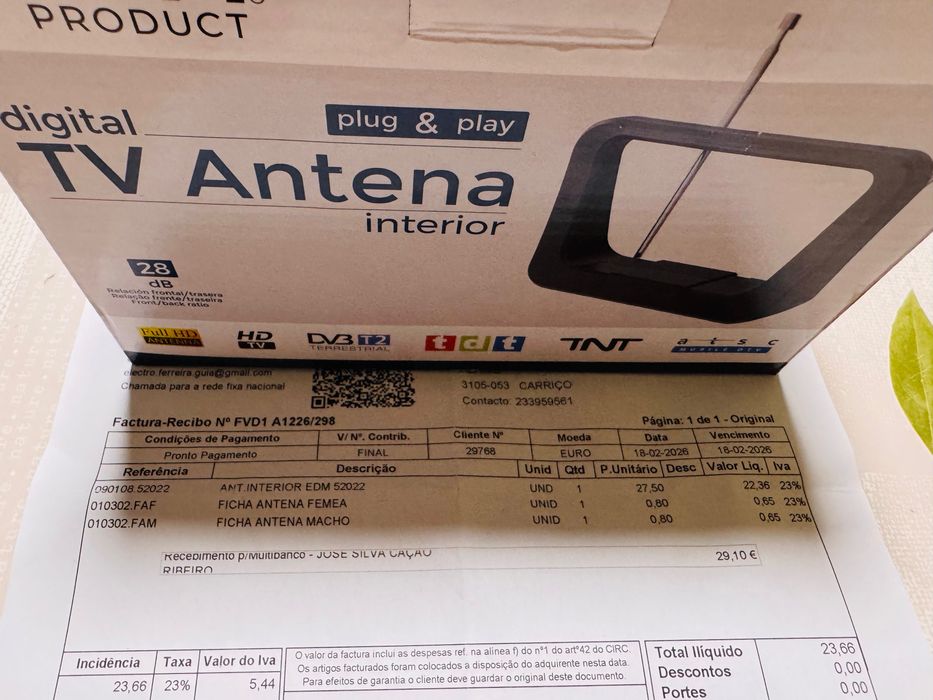 PRODUCT
digital
plug & play
TV Antena
interior
28
dB
Relación frontal/trasera
Relação frente/traseira
Front/back ratio
Full HD
ANTENNA
HD
TV
DVB T2
TERRESTRIAL
tdt
TNT
atsc
MOBILE DTV
electro.ferreira.guia@gmail.com
Chamada para a rede fixa nacional
3105-053 CARRIÇO
Contacto: 233959561
Factura-Recibo Nº FVD1 A1226/298
Página: 1 de 1 - Original
Condições de Pagamento V/ Nº. Contrib. Cliente Nº Moeda Data Vencimento
Pronto Pagamento FINAL 29768 EURO 18-02-2026 18-02-2026
Referência Descrição Unid Qtd P.Unitário Desc Valor Liq. Iva
090108.52022 ANT.INTERIOR EDM 52022 UND 1 27,50 22,36 23%
010302.FAF FICHA ANTENA FEMEA UNID 1 0,80 0,65 23%
010302.FAM FICHA ANTENA MACHO UNID 1 0,80 0,65 23%
Recebimento p/Multibanco - JOSE SILVA CAÇÃO 29,10 €
RIBEIRO
Incidência Taxa Valor do Iva
23,66 23% 5,44
O valor da factura inclui as despesas ref. na alinea f) do nº1 do artº42 do CIRC.
Os artigos facturados foram colocados a disposição do adquirente nesta data.
Para efeitos de garantia o cliente deve guardar o original deste documento.
Total Ilíquido 23,66
Descontos 0,00
Portes 0,00